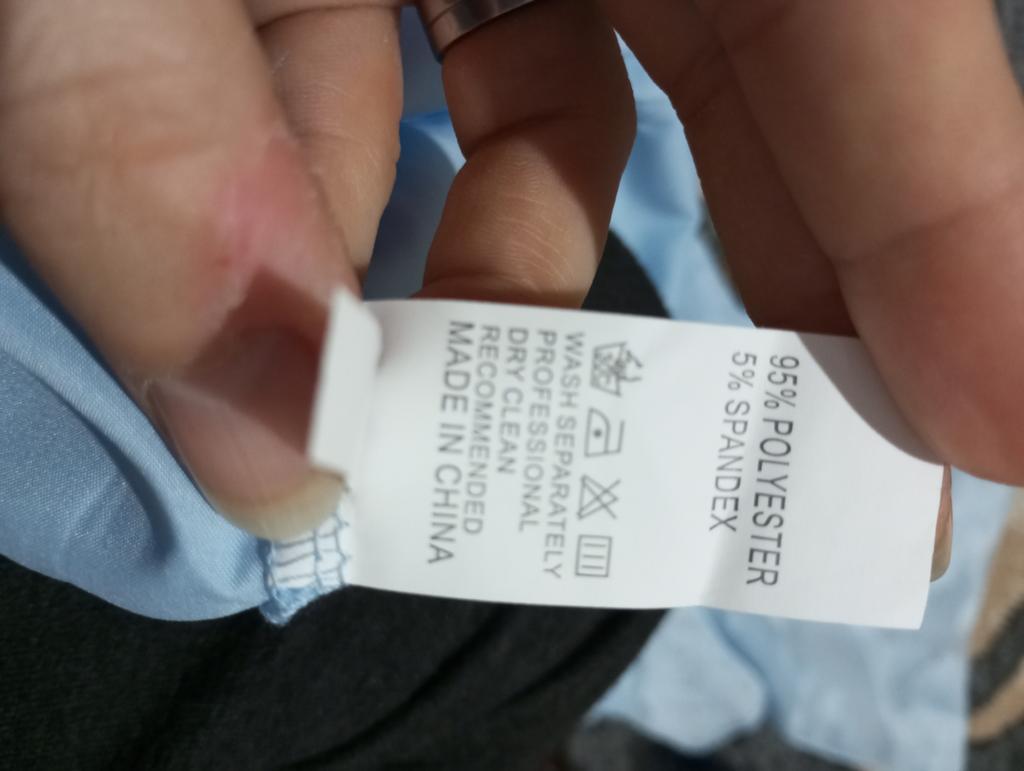 95% POLYESTER
5% SPANDEX
WASH SEPARATELY
PROFESSIONAL
DRY CLEAN
RECOMMENDED
MADE IN CHINA